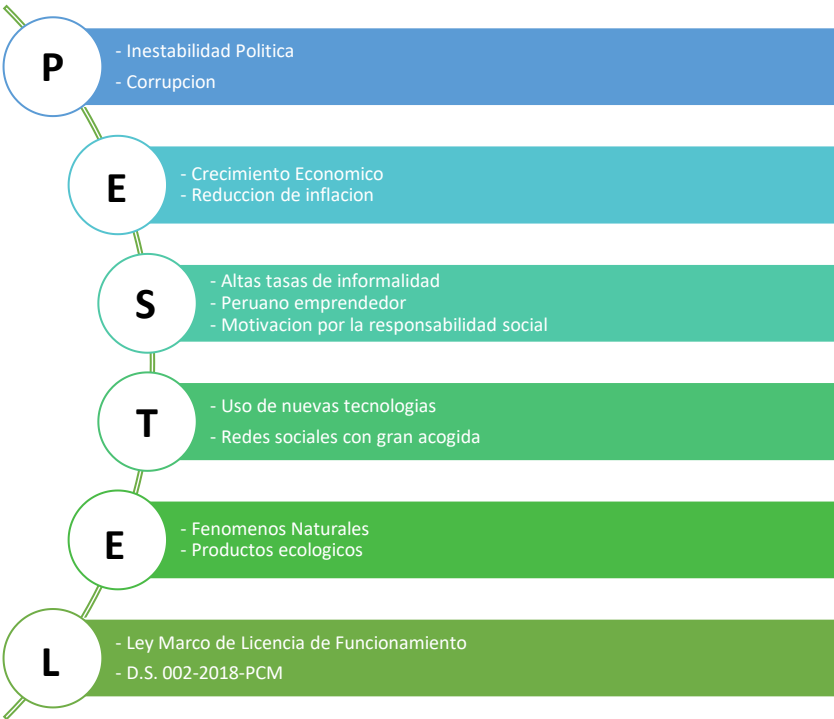 P
- Inestabilidad Politica
- Corrupcion
E
- Crecimiento Economico
- Reduccion de inflacion
S
- Altas tasas de informalidad
- Peruano emprendedor
- Motivacion por la responsabilidad social
T
- Uso de nuevas tecnologias
- Redes sociales con gran acogida
E
- Fenomenos Naturales
- Productos ecologicos
L
- Ley Marco de Licencia de Funcionamiento
- D.S. 002-2018-PCM